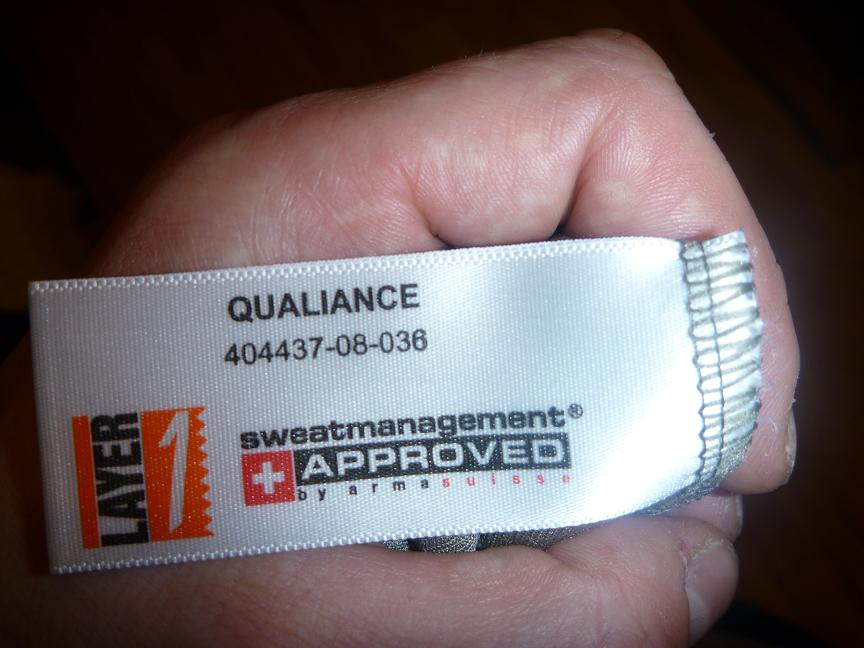 QUALIANCE
404437-08-036
LAYER 1
sweatmanagement®
APPROVED
by armasuisse